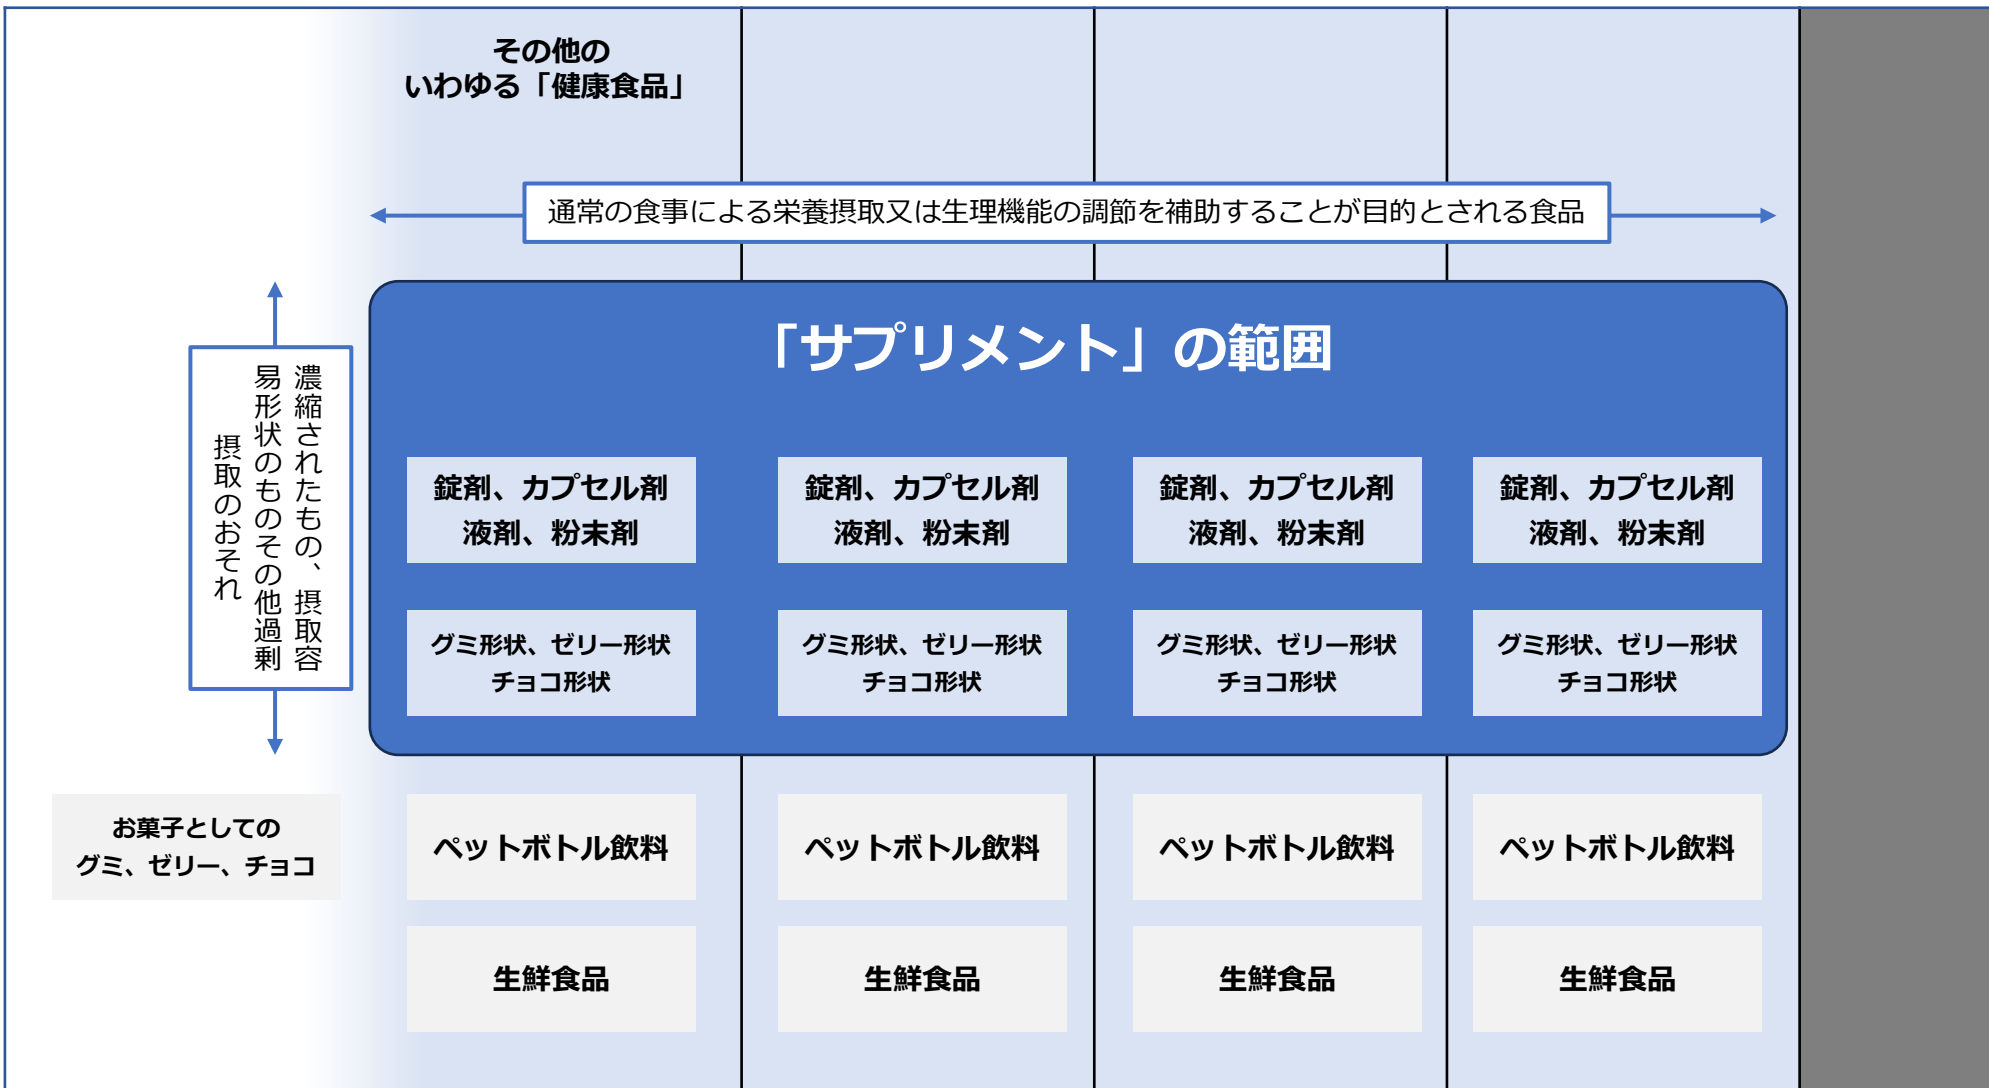 その他の
いわゆる「健康食品」
通常の食事による栄養摂取又は生理機能の調節を補助することが目的とされる食品
濃縮されたもの、摂取容
易形状のものその他過剰
摂取のおそれ
「サプリメント」の範囲
錠剤、カプセル剤
液剤、粉末剤
錠剤、カプセル剤
液剤、粉末剤
錠剤、カプセル剤
液剤、粉末剤
錠剤、カプセル剤
液剤、粉末剤
グミ形状、ゼリー形状
チョコ形状
グミ形状、ゼリー形状
チョコ形状
グミ形状、ゼリー形状
チョコ形状
グミ形状、ゼリー形状
チョコ形状
お菓子としての
グミ、ゼリー、チョコ
ペットボトル飲料
ペットボトル飲料
ペットボトル飲料
ペットボトル飲料
生鮮食品
生鮮食品
生鮮食品
生鮮食品